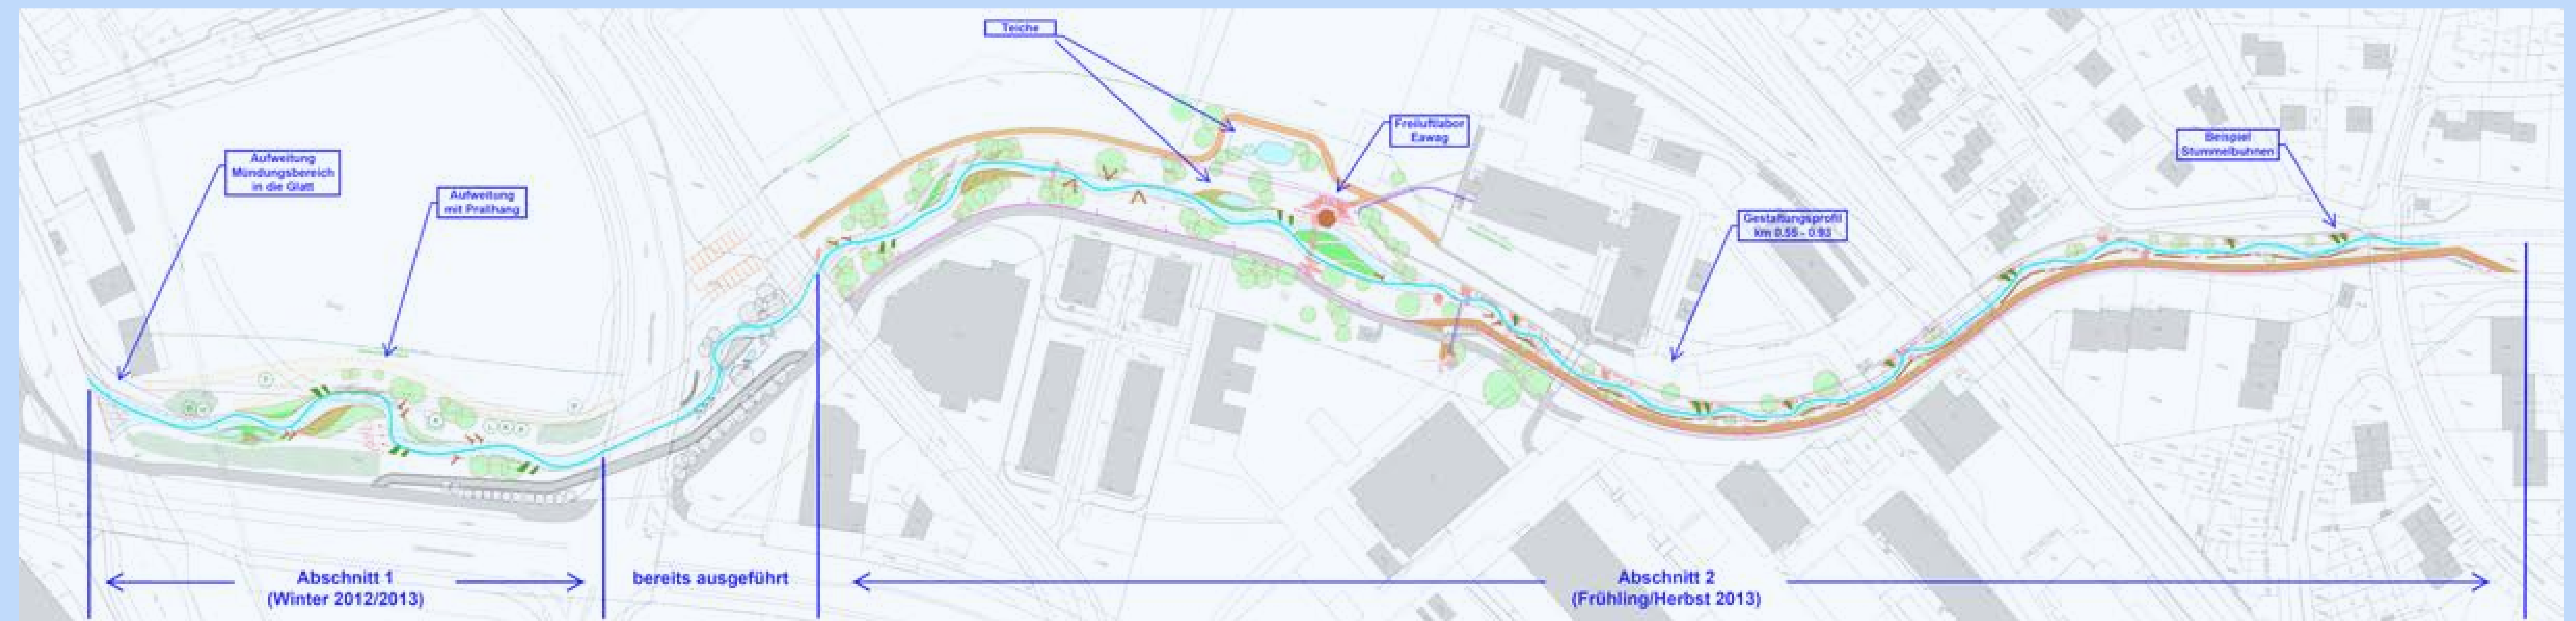 Teiche
Freiluftlabor
Eawag
Beispiel
Stummelbuhnen
Aufweitung
Mündungsbereich
in die Glatt
Aufweitung
mit Prallhang
Gestaltungsprofil
km 0.55 - 0.93
Abschnitt 1
(Winter 2012/2013)
bereits ausgeführt
Abschnitt 2
(Frühling/Herbst 2013)